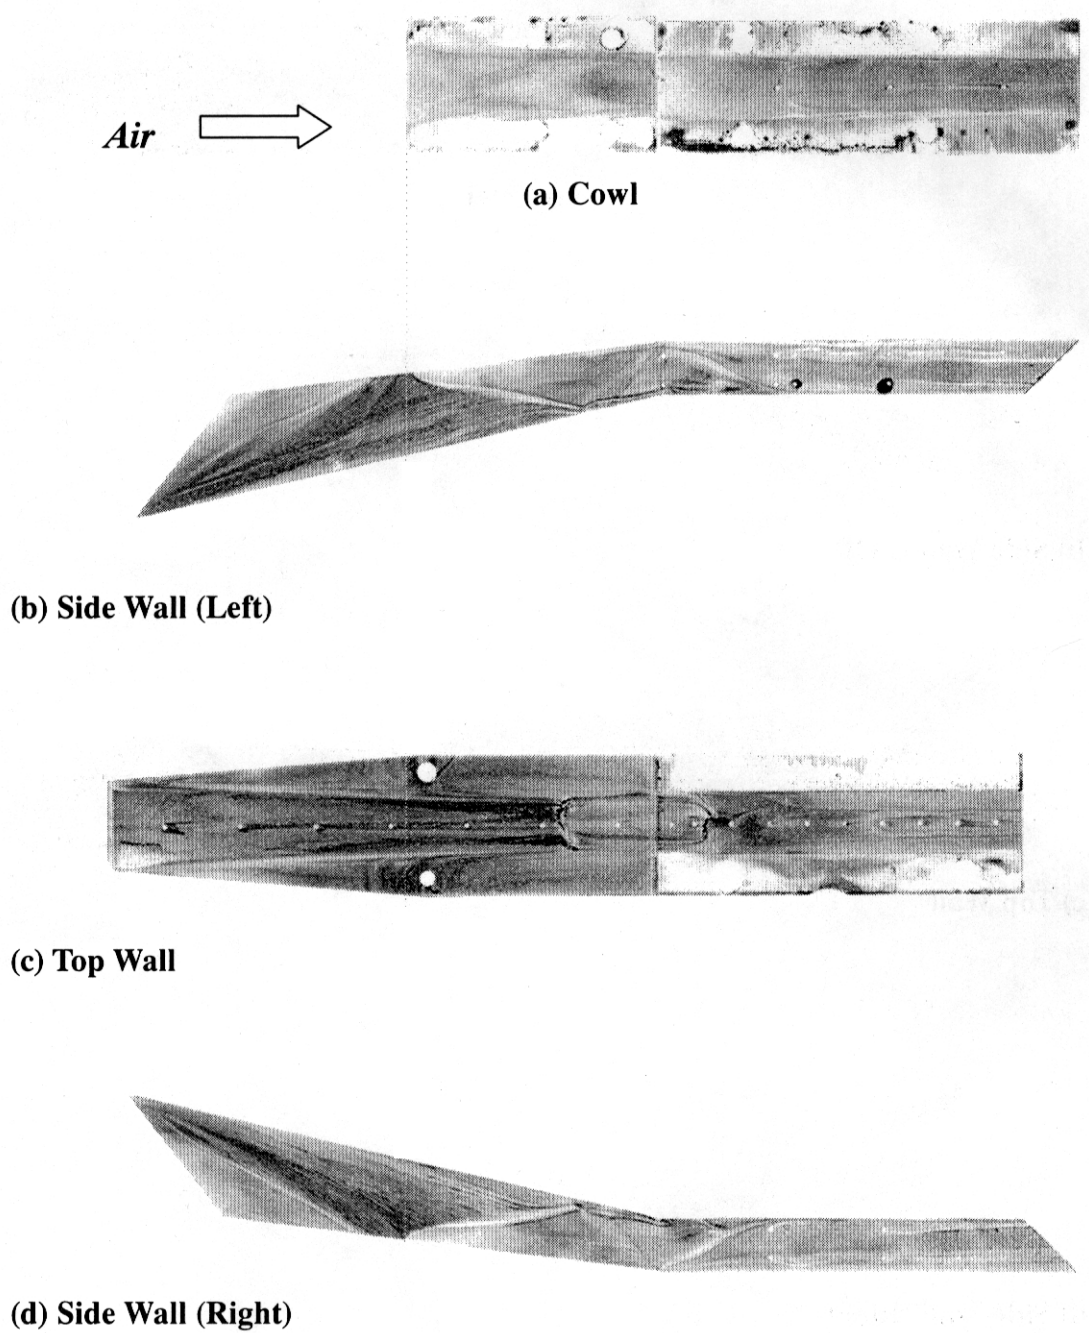 (a) Cowl
Air
(b) Side Wall (Left)
(c) Top Wall
(d) Side Wall (Right)